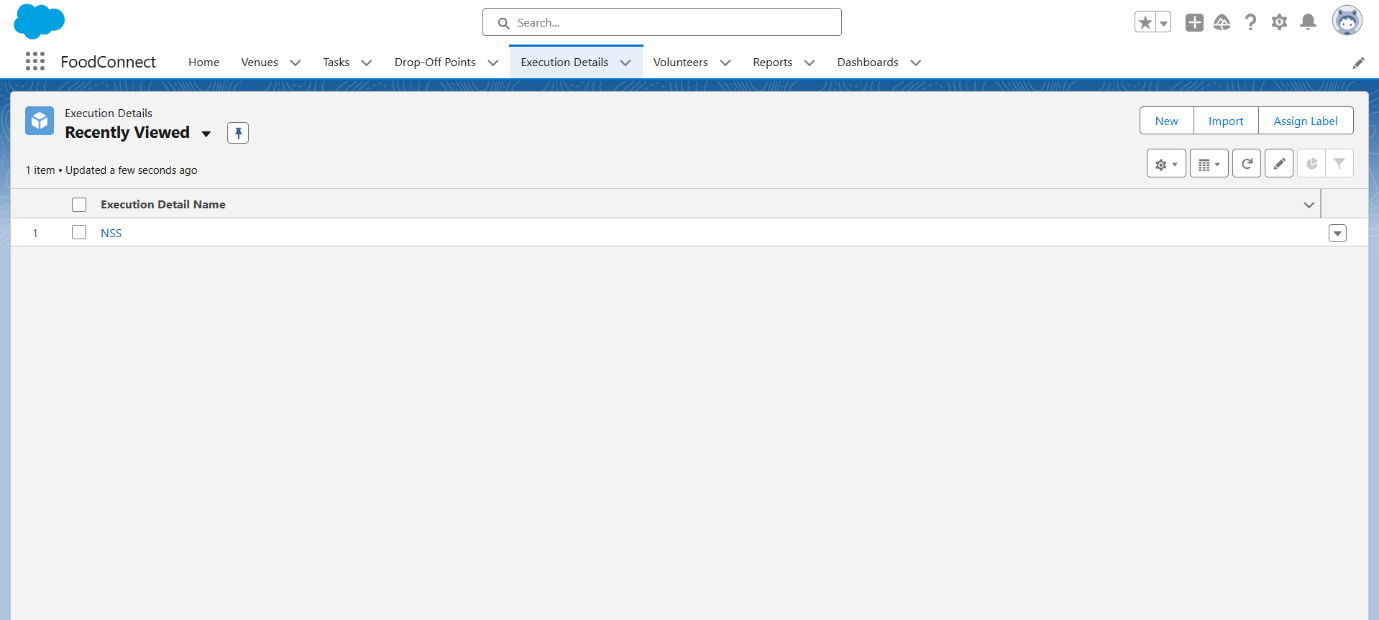 Search...
FoodConnect Home Venues Tasks Drop-Off Points Execution Details Volunteers Reports Dashboards
Execution Details
Recently Viewed
New Import Assign Label
1 item • Updated a few seconds ago
Execution Detail Name
1 NSS